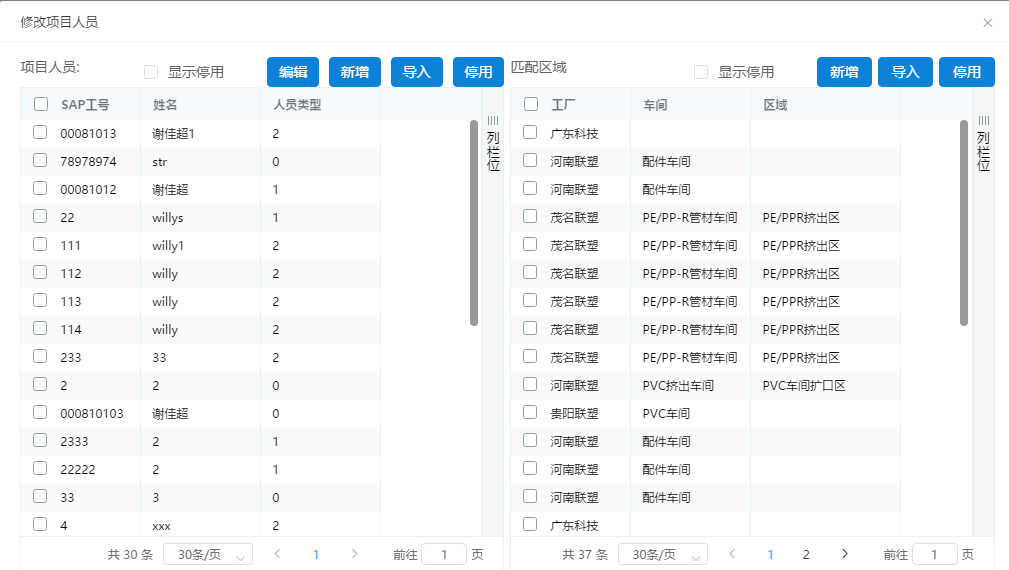 修改项目人员
项目人员:
显示停用
编辑
新增
导入
停用
SAP工号 姓名 人员类型
00081013 谢佳超1 2
78978974 str 0
00081012 谢佳超 1
22 willys 1
111 willy1 2
112 willy 2
113 willy 2
114 willy 2
233 33 2
2 2 0
000810103 谢佳超 0
2333 2 1
22222 2 1
33 3 0
4 xxx 2
列栏位
共 30 条 30条/页 1 前往 1 页
匹配区域
显示停用
新增
导入
停用
工厂 车间 区域
广东科技
河南联塑 配件车间
河南联塑 配件车间
茂名联塑 PE/PP-R管材车间 PE/PPR挤出区
茂名联塑 PE/PP-R管材车间 PE/PPR挤出区
茂名联塑 PE/PP-R管材车间 PE/PPR挤出区
茂名联塑 PE/PP-R管材车间 PE/PPR挤出区
茂名联塑 PE/PP-R管材车间 PE/PPR挤出区
茂名联塑 PE/PP-R管材车间 PE/PPR挤出区
河南联塑 PVC挤出车间 PVC车间扩口区
贵阳联塑 PVC车间
河南联塑 配件车间
河南联塑 配件车间
河南联塑 配件车间
广东科技
列栏位
共 37 条 30条/页 1 2 前往 1 页